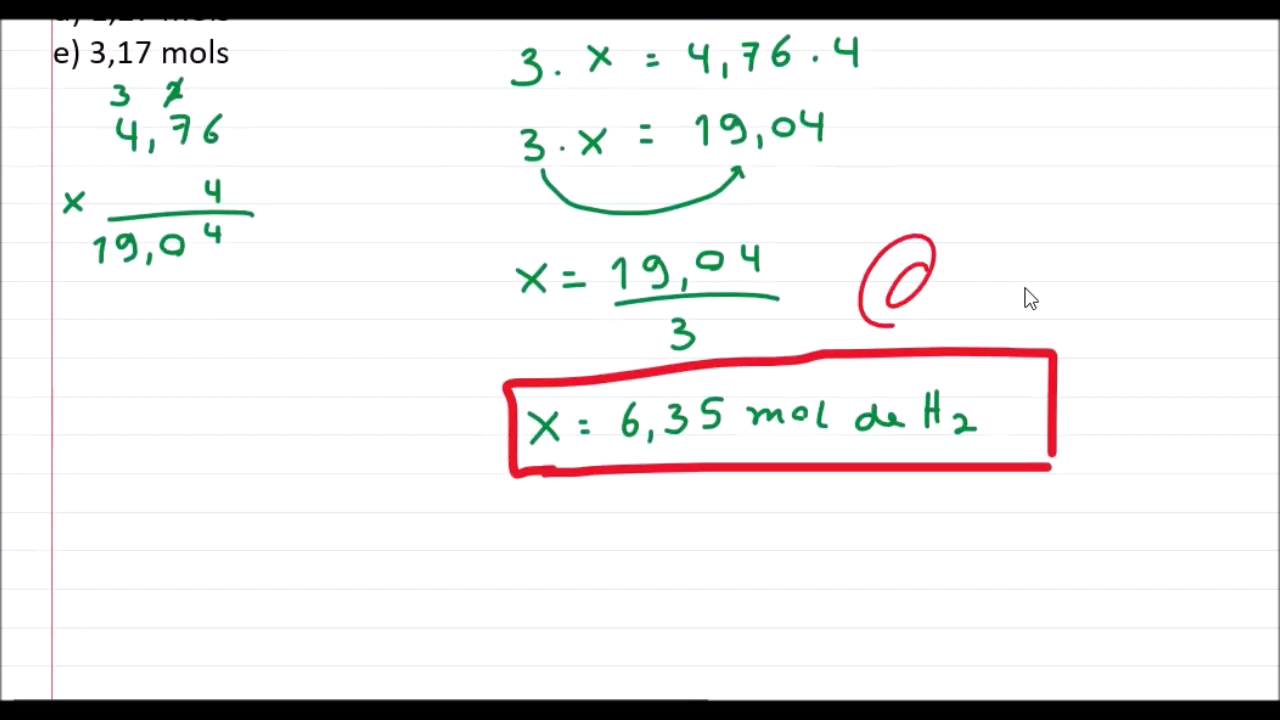 e) 3,17 mols
3 2
4,76
x 4
19,04
3 . x = 4,76 . 4
3 . x = 19,04
x = 19,04
3
x = 6,35 mol de H2